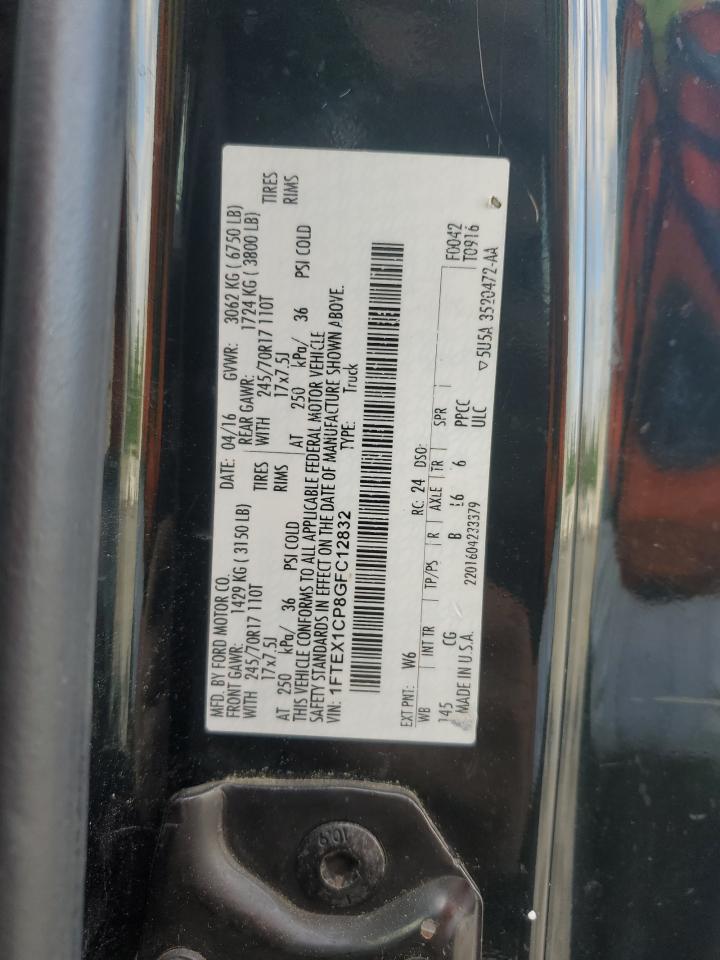 MFD. BY FORD MOTOR CO.
DATE: 04/16 GVWR: 3062 KG ( 6750 LB)
FRONT GAWR: 1429 KG ( 3150 LB) REAR GAWR: 1724 KG ( 3800 LB)
WITH 245/70R17 110T TIRES WITH 245/70R17 110T TIRES
17x7.5J RIMS 17x7.5J RIMS
AT 250 kPa/ 36 PSI COLD AT 250 kPa/ 36 PSI COLD
THIS VEHICLE CONFORMS TO ALL APPLICABLE FEDERAL MOTOR VEHICLE
SAFETY STANDARDS IN EFFECT ON THE DATE OF MANUFACTURE SHOWN ABOVE.
VIN: 1FTEX1CP8GFC12832 TYPE: Truck
EXT PNT: W6 RC: 24 DSO: F0042
WB INT TR TP/PS R AXLE TR SPR T0916
145 CG B 16 6 PPCC
MADE IN U.S.A. 2201604233379 ULC
▽5U5A 3520472-AA
10.9